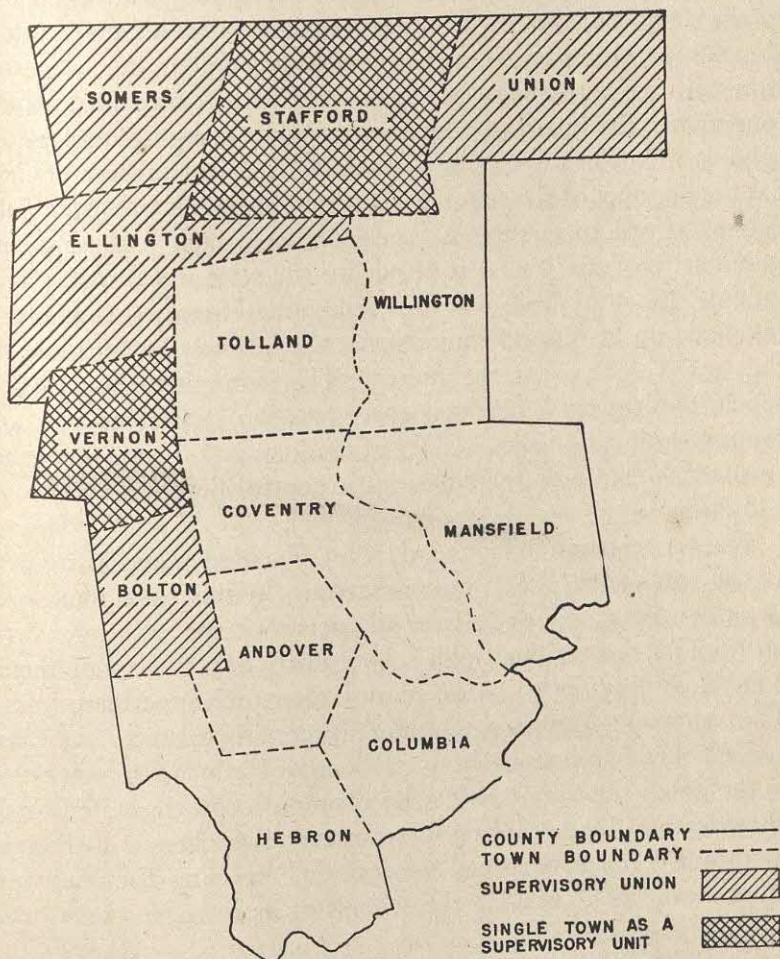 SOMERS
STAFFORD
UNION
ELLINGTON
WILLINGTON
TOLLAND
VERNON
COVENTRY
MANSFIELD
BOLTON
ANDOVER
COLUMBIA
HEBRON
COUNTY BOUNDARY
TOWN BOUNDARY
SUPERVISORY UNION
SINGLE TOWN AS A
SUPERVISORY UNIT